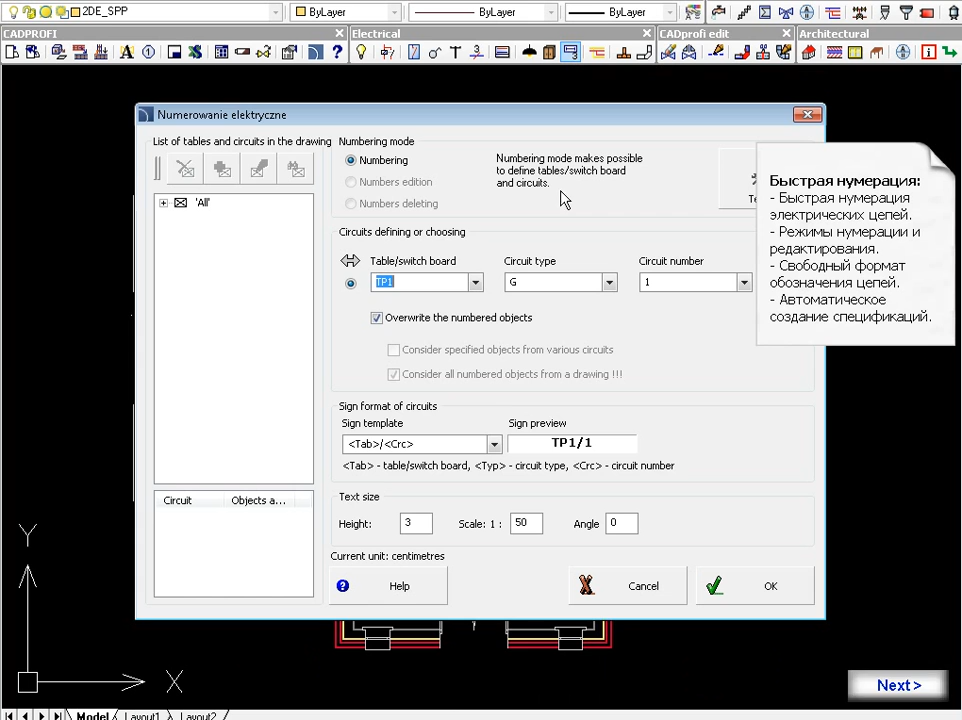 2DE_SPP
ByLayer
ByLayer
ByLayer
CADPROFI
Electrical
CADprofi edit
Architectural
Numerowanie elektryczne
List of tables and circuits in the drawing
'All'
Circuit Objects a...
Numbering mode
Numbering
Numbers edition
Numbers deleting
Numbering mode makes possible
to define tables/switch board
and circuits.
Circuits defining or choosing
Table/switch board Circuit type Circuit number
TP1 G 1
Overwrite the numbered objects
Consider specified objects from various circuits
Consider all numbered objects from a drawing !!!
Sign format of circuits
Sign template Sign preview
<Tab>/<Crc> TP1/1
<Tab> - table/switch board, <Typ> - circuit type, <Crc> - circuit number
Text size
Height: 3 Scale: 1 : 50 Angle 0
Current unit: centimetres
Help Cancel OK
Быстрая нумерация:
- Быстрая нумерация
электрических цепей.
- Режимы нумерации и
редактирования.
- Свободный формат
обозначения цепей.
- Автоматическое
создание спецификаций.
Y
X
Next >
Model Layout1 Layout2